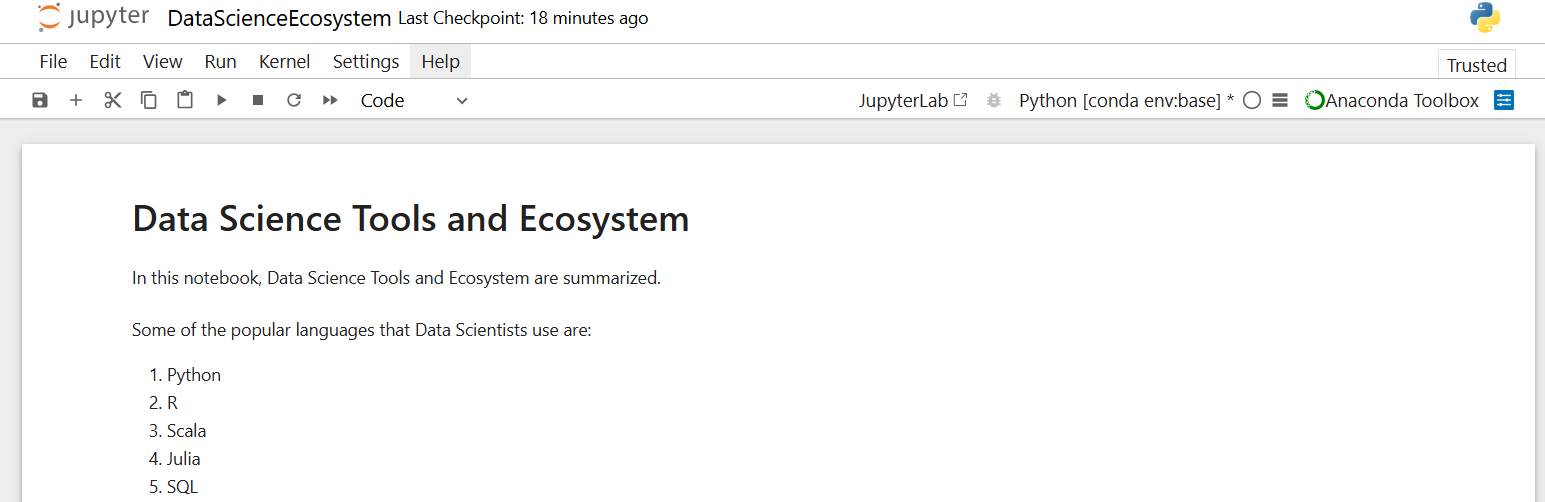 jupyter DataScienceEcosystem Last Checkpoint: 18 minutes ago
File Edit View Run Kernel Settings Help Trusted
Code JupyterLab Python [conda env:base] * Anaconda Toolbox
Data Science Tools and Ecosystem
In this notebook, Data Science Tools and Ecosystem are summarized.
Some of the popular languages that Data Scientists use are:
1. Python
2. R
3. Scala
4. Julia
5. SQL